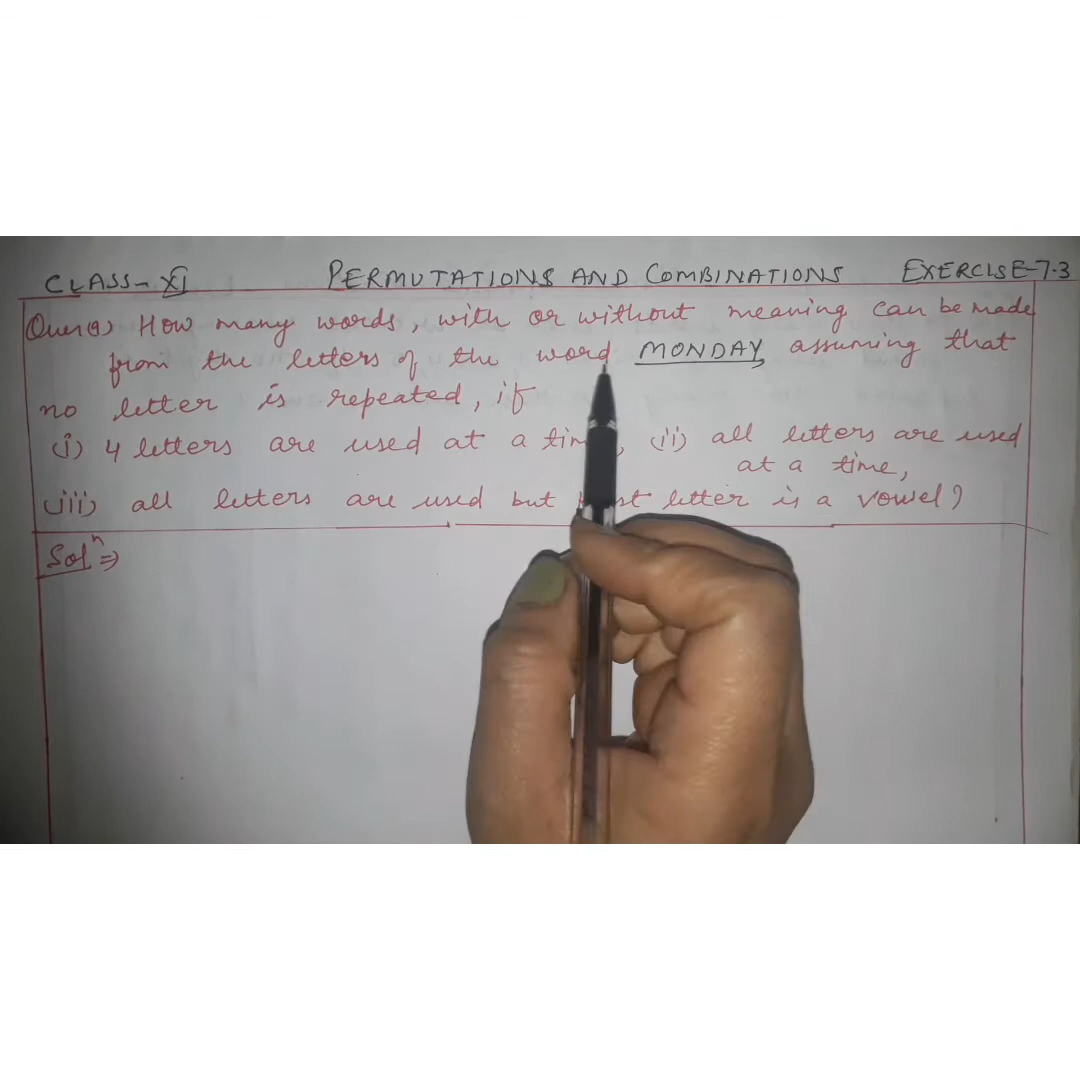 CLASS-XI PERMUTATIONS AND COMBINATIONS EXERCISE-7.3
Ques(9) How many words, with or without meaning can be made
from the letters of the word MONDAY, assuming that
no letter is repeated, if
(i) 4 letters are used at a (ii) all letters are used
at a time,
(iii) all letters are used but letter is a vowel?
Solⁿ⇒